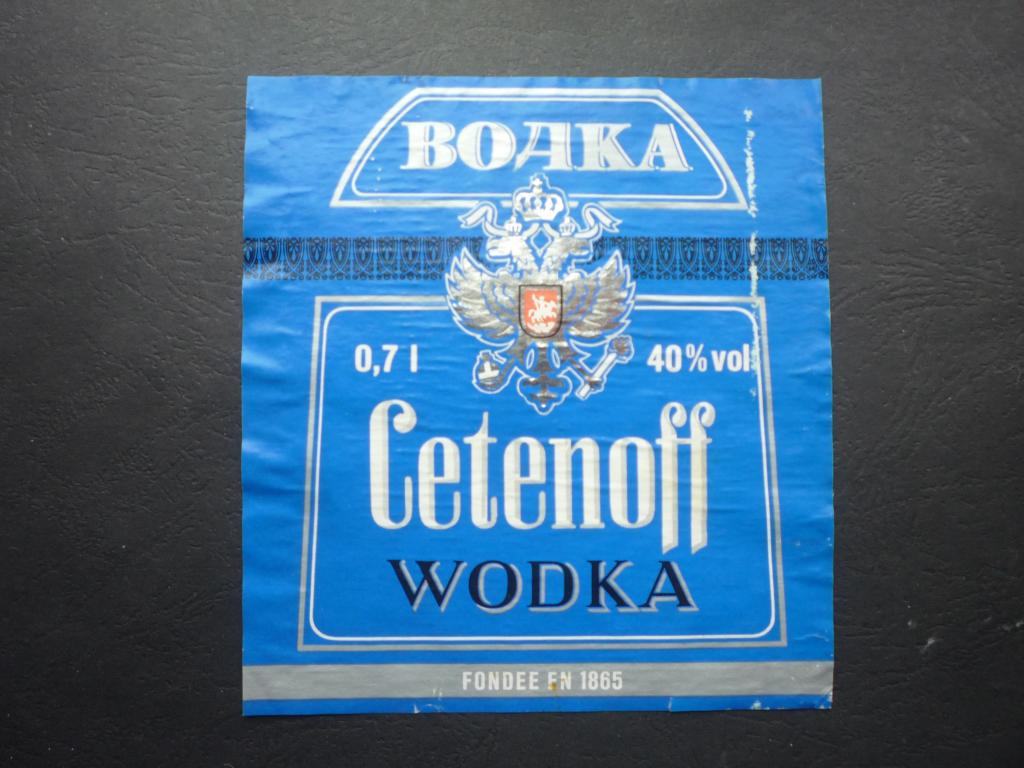 ВОДКА
0,7 l
40 % vol
Cetenoff
WODKA
FONDEE EN 1865